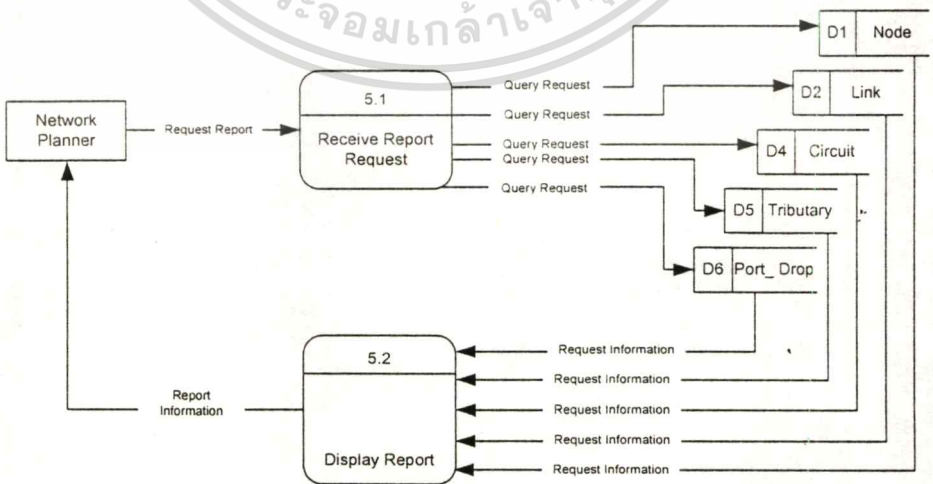 ระจอมเกล้าเจ้า
D1 Node
Query Request
D2 Link
5.1
Query Request
Network
Planner
Request Report
Receive Report
Request
Query Request
D4 Circuit
Query Request
Query Request
D5 Tributary
D6 Port_ Drop
5.2
Request Information
Request Information
Report
Information
Request Information
Request Information
Display Report
Request Information